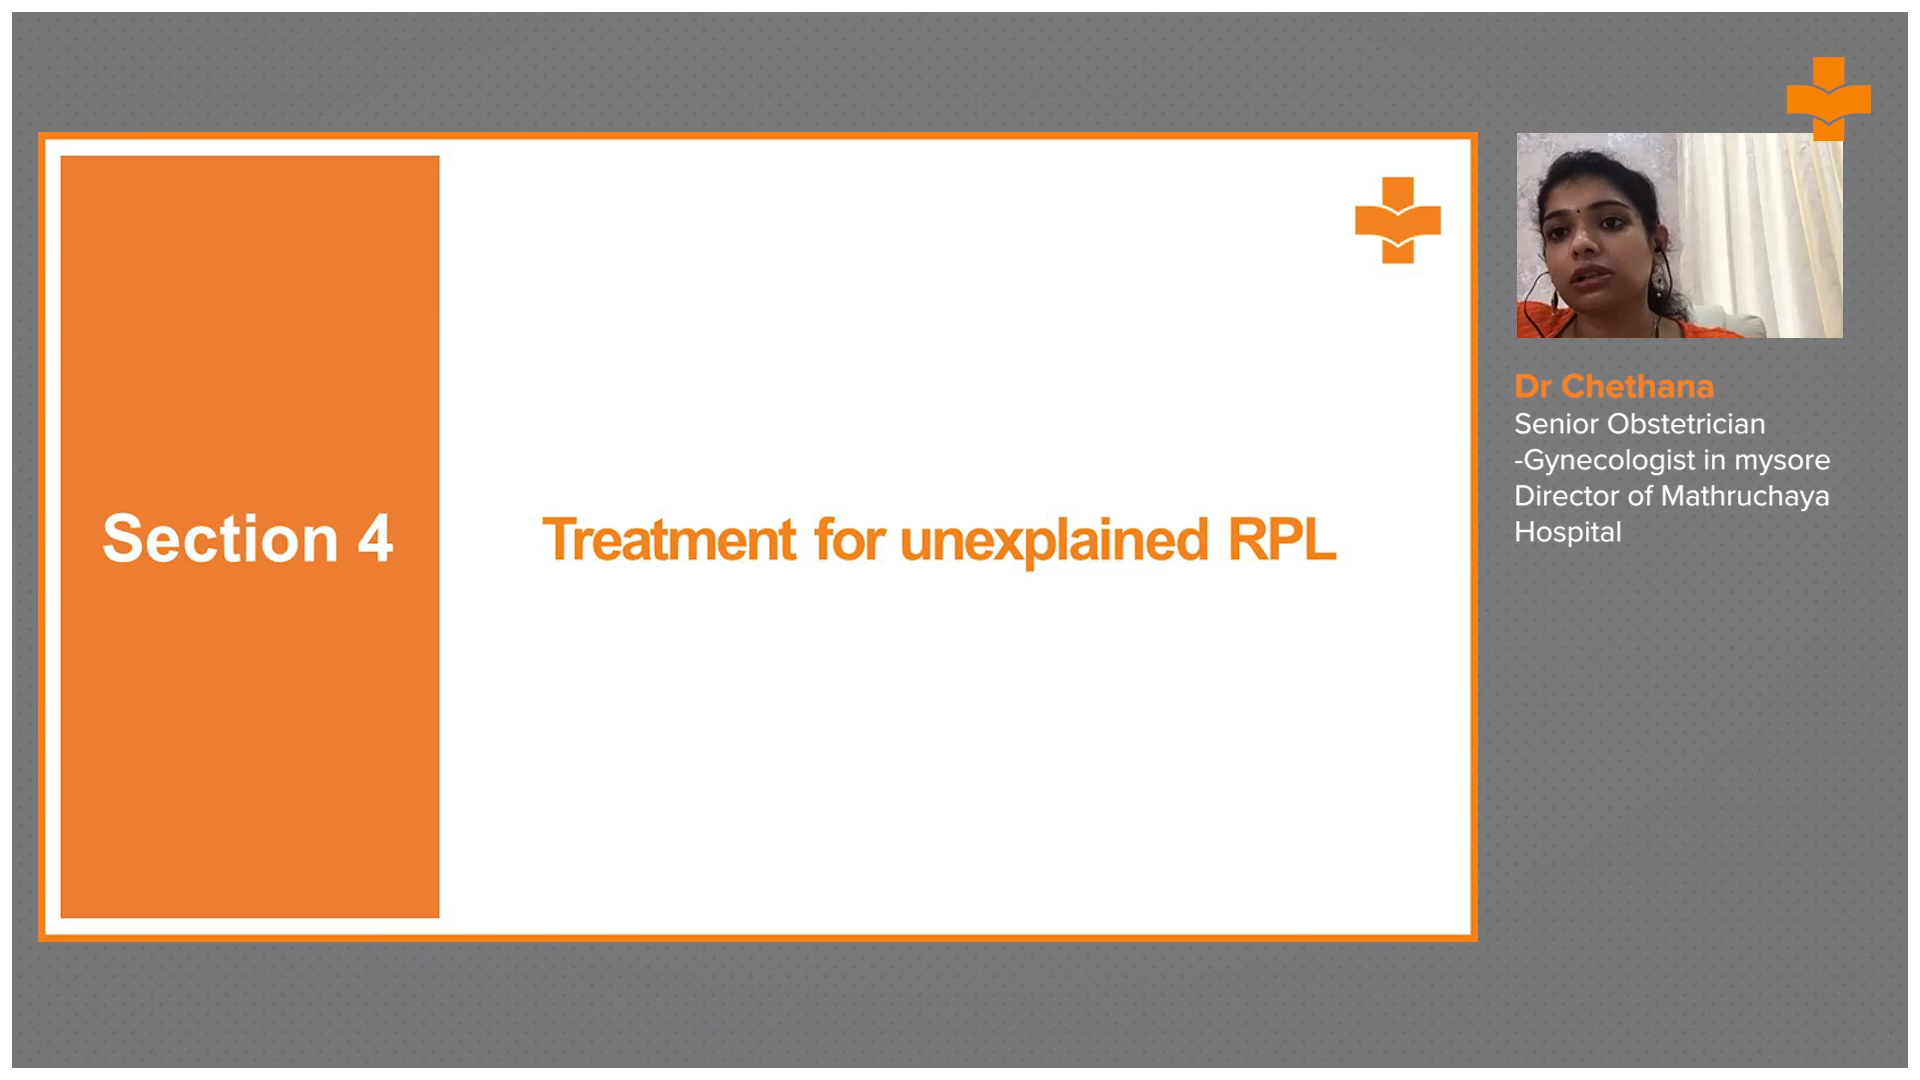 Section 4
Treatment for unexplained RPL
Dr Chethana
Senior Obstetrician
-Gynecologist in mysore
Director of Mathruchaya
Hospital